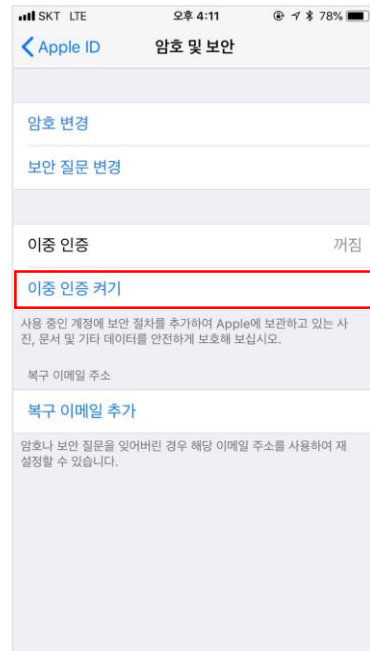 SKT LTE 오후 4:11 78%
Apple ID 암호 및 보안
암호 변경
보안 질문 변경
이중 인증 꺼짐
이중 인증 켜기
사용 중인 계정에 보안 절차를 추가하여 Apple에 보관하고 있는 사
진, 문서 및 기타 데이터를 안전하게 보호해 보십시오.
복구 이메일 주소
복구 이메일 추가
암호나 보안 질문을 잊어버린 경우 해당 이메일 주소를 사용하여 재
설정할 수 있습니다.